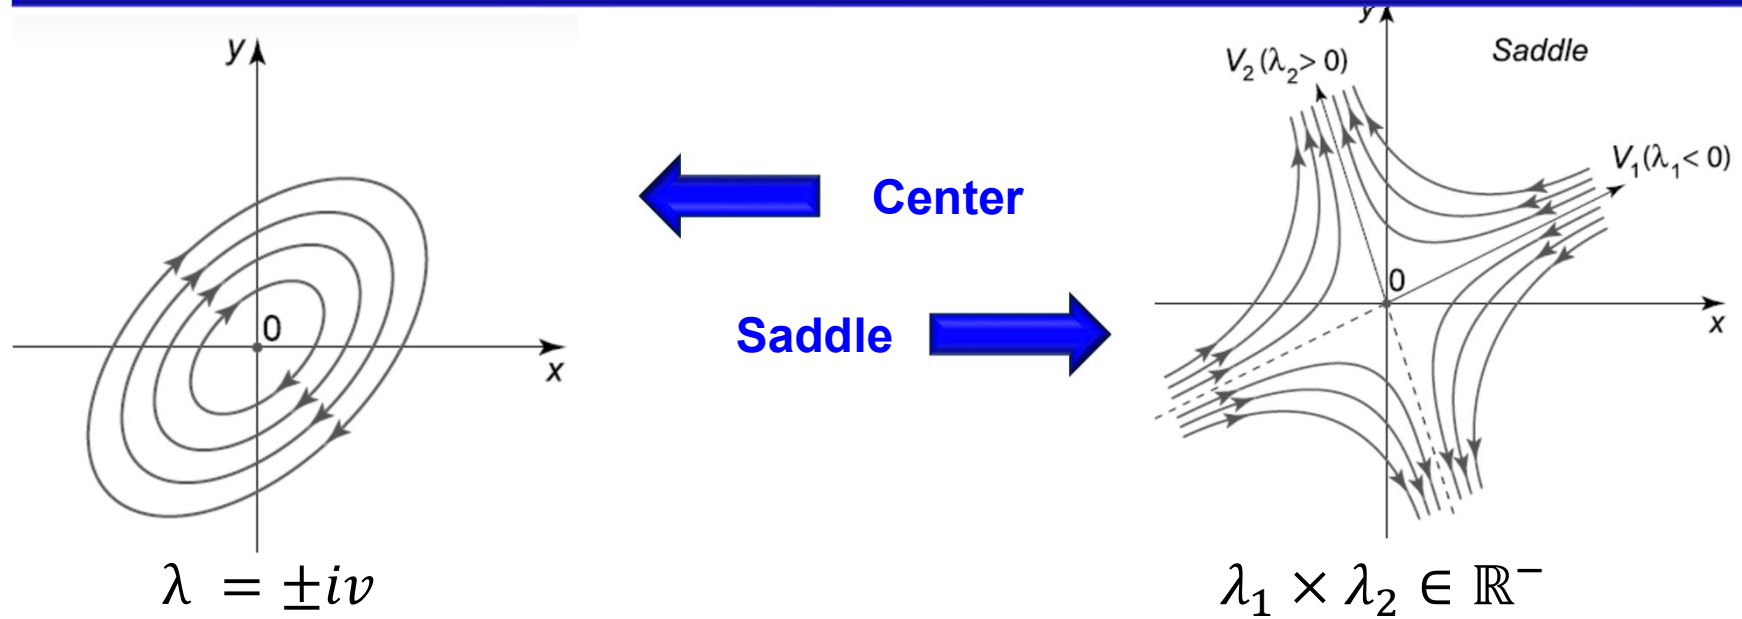 y
0
x
λ = ±iv
Center
Saddle
y
Saddle
V₂(λ₂> 0)
V₁(λ₁< 0)
0
x
λ₁ × λ₂ ∈ ℝ⁻